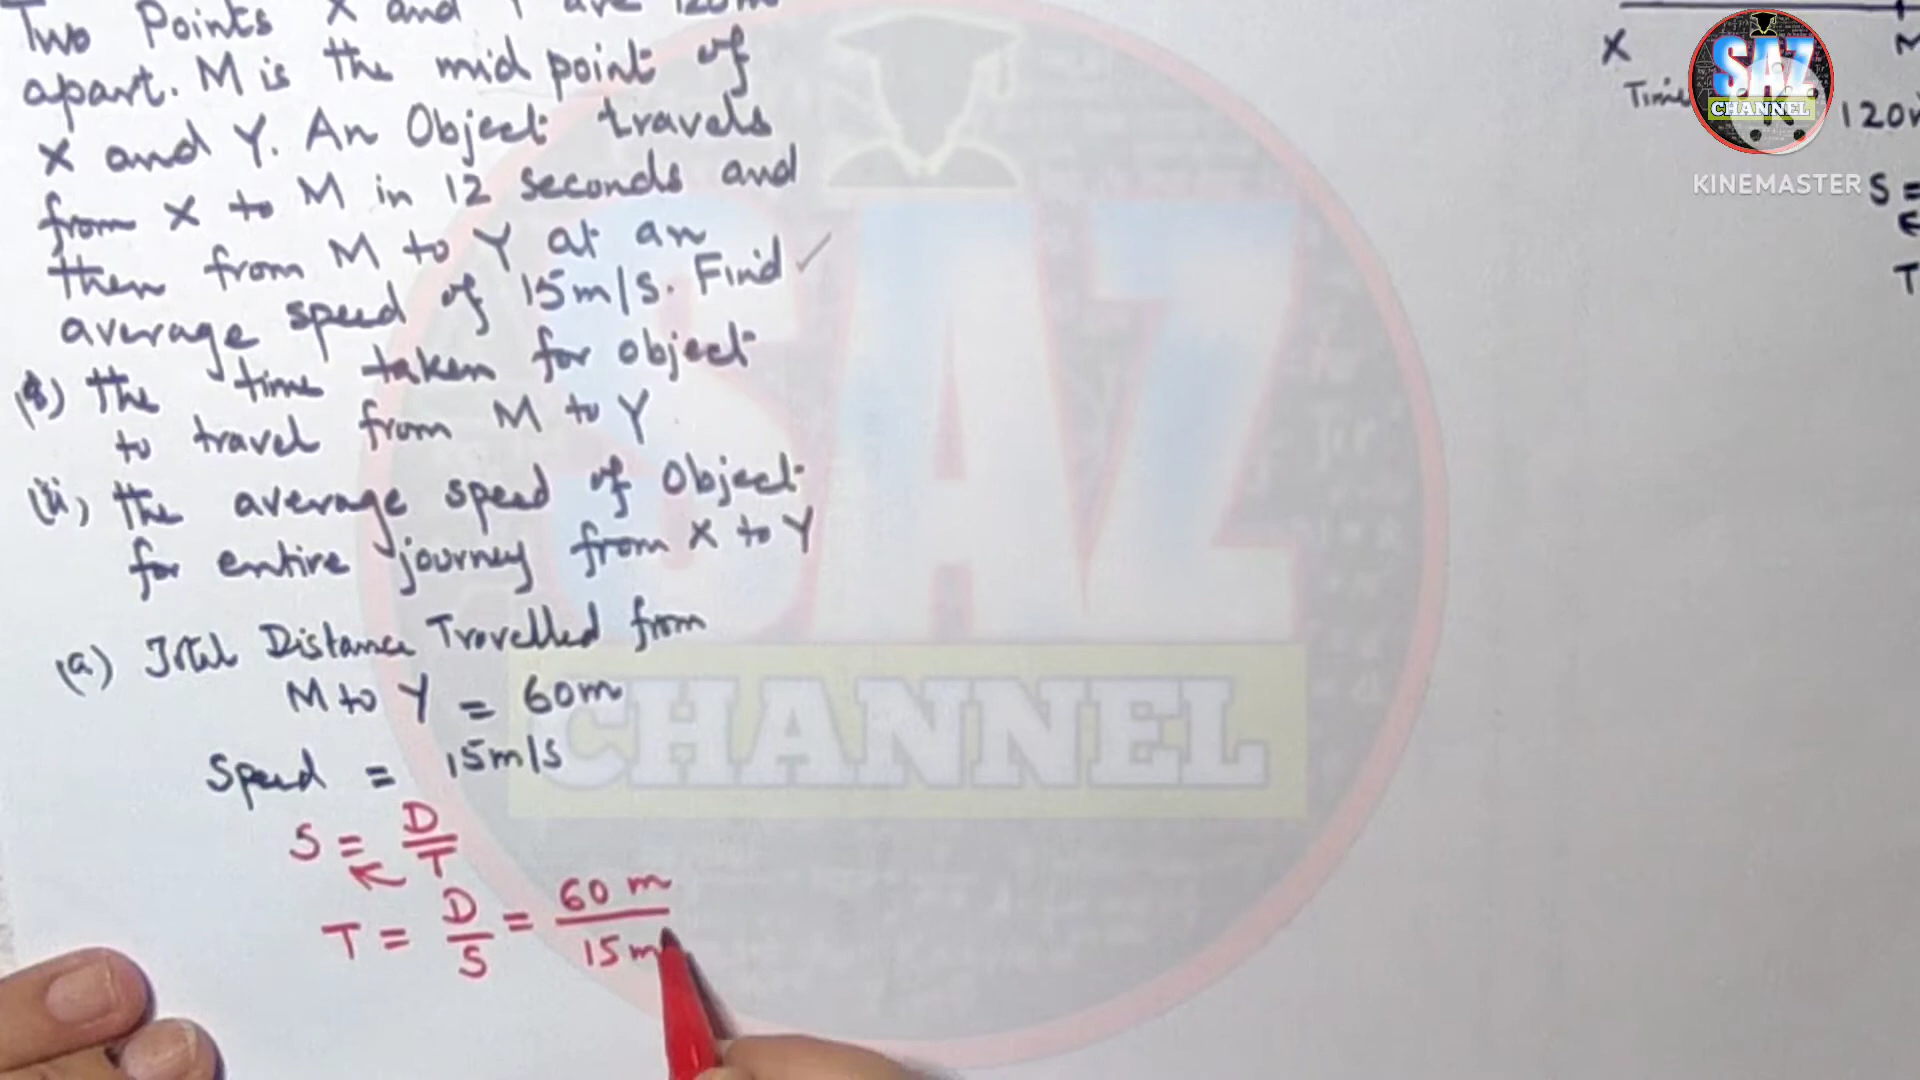 Two Points X and Y are 120m
apart. M is the mid point of
X and Y. An Object travels
from X to M in 12 seconds and
then from M to Y at an
average speed of 15m/s. Find ✓
the time taken for object
to travel from M to Y
(ii) the average speed of Object
for entire journey from X to Y
(a) Total Distance Travelled from
M to Y = 60m
Speed = 15m/s
S = D/T
T = D/S = 60 m / 15 m
X M
Time
120m
S =
T
SAZ
CHANNEL
KINEMASTER
SAZ
CHANNEL